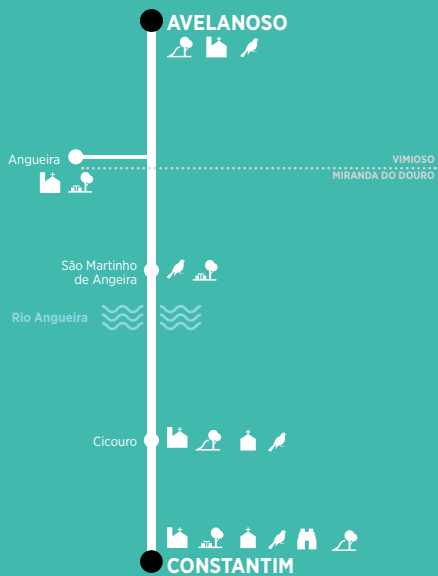 AVELANOSO
Angueira
VIMIOSO
MIRANDA DO DOURO
São Martinho
de Angeira
Rio Angueira
Cicouro
CONSTANTIM